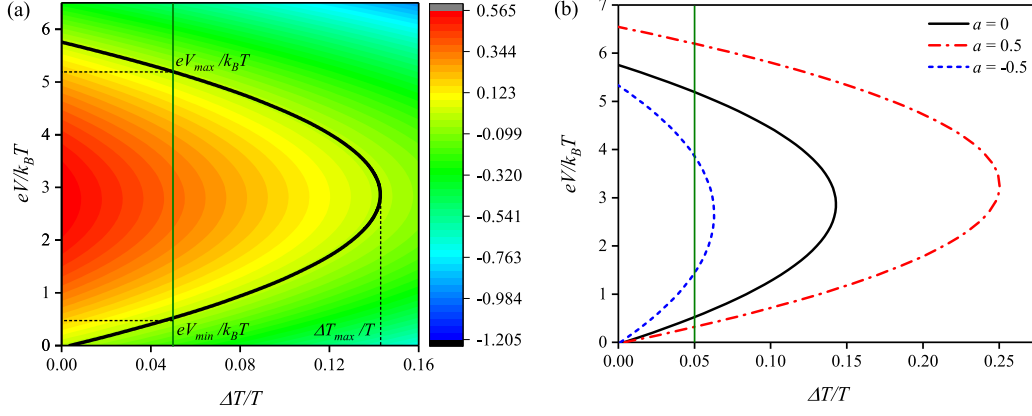 (a)
eV/k_BT
6
5
4
3
2
1
0
0.00 0.04 0.08 0.12 0.16
ΔT/T
eV_max/k_BT
eV_min/k_BT
ΔT_max/T
0.565
0.344
0.123
-0.099
-0.320
-0.541
-0.763
-0.984
-1.205
(b)
eV/k_BT
7
6
5
4
3
2
1
0
0.00 0.05 0.10 0.15 0.20 0.25
ΔT/T
a = 0
a = 0.5
a = -0.5